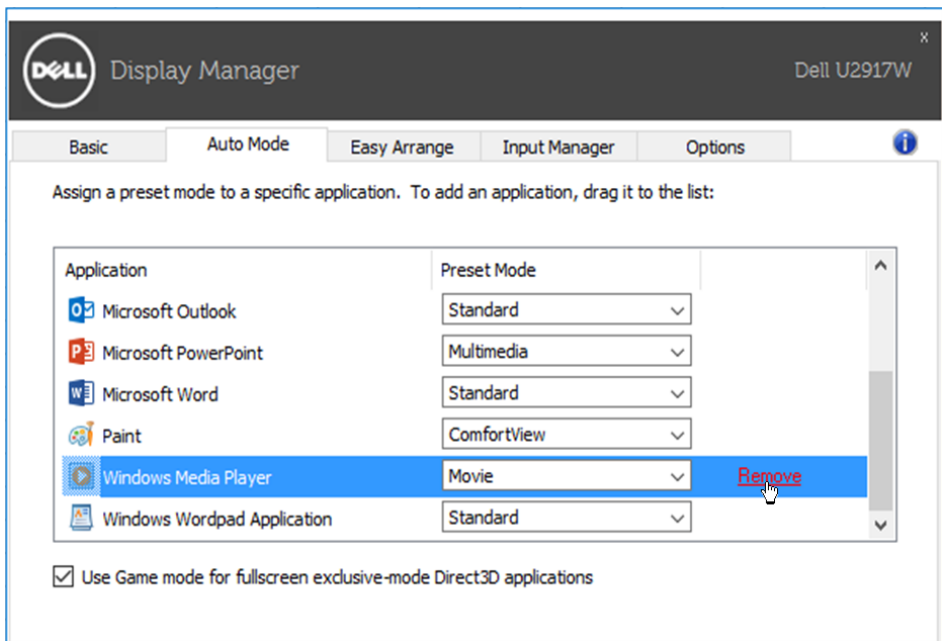 DELL Display Manager
x
Dell U2917W
Basic Auto Mode Easy Arrange Input Manager Options
Assign a preset mode to a specific application. To add an application, drag it to the list:
Application Preset Mode
Microsoft Outlook Standard
Microsoft PowerPoint Multimedia
Microsoft Word Standard
Paint ComfortView
Windows Media Player Movie Remove
Windows Wordpad Application Standard
Use Game mode for fullscreen exclusive-mode Direct3D applications